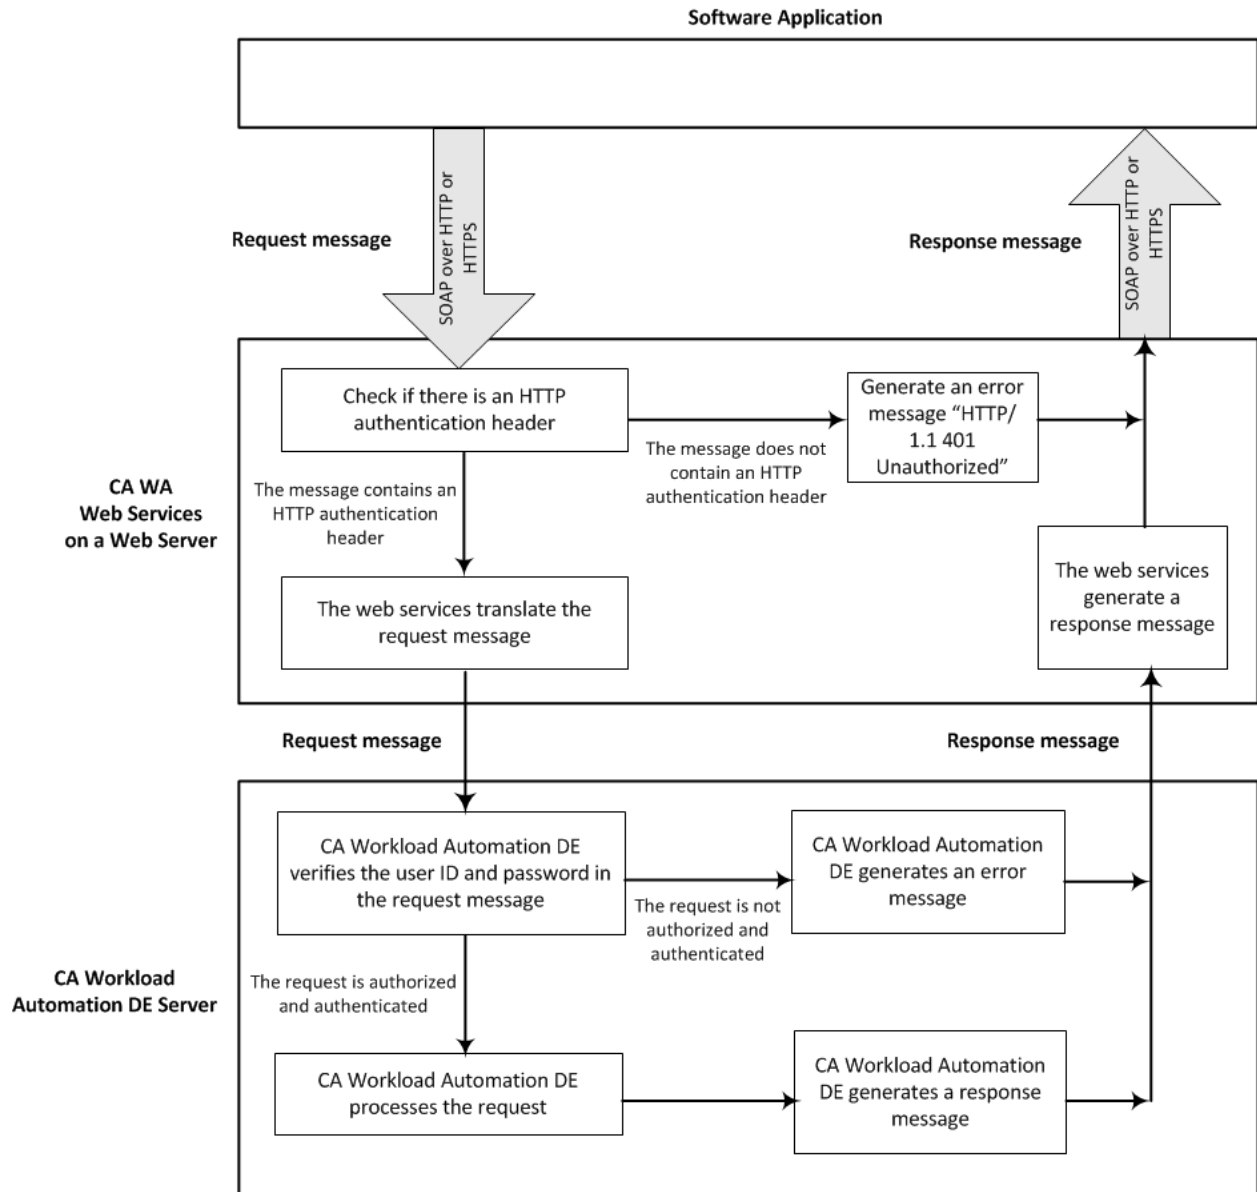 Software Application
Request message
SOAP over HTTP or
HTTPS
Response message
SOAP over HTTP or
HTTPS
CA WA
Web Services
on a Web Server
Check if there is an HTTP
authentication header
The message does not
contain an HTTP
authentication header
Generate an error
message “HTTP/
1.1 401
Unauthorized”
The message contains an
HTTP authentication
header
The web services translate the
request message
The web services
generate a
response message
Request message
Response message
CA Workload
Automation DE Server
CA Workload Automation DE
verifies the user ID and password in
the request message
The request is not
authorized and
authenticated
CA Workload Automation
DE generates an error
message
The request is authorized
and authenticated
CA Workload Automation DE
processes the request
CA Workload Automation
DE generates a response
message